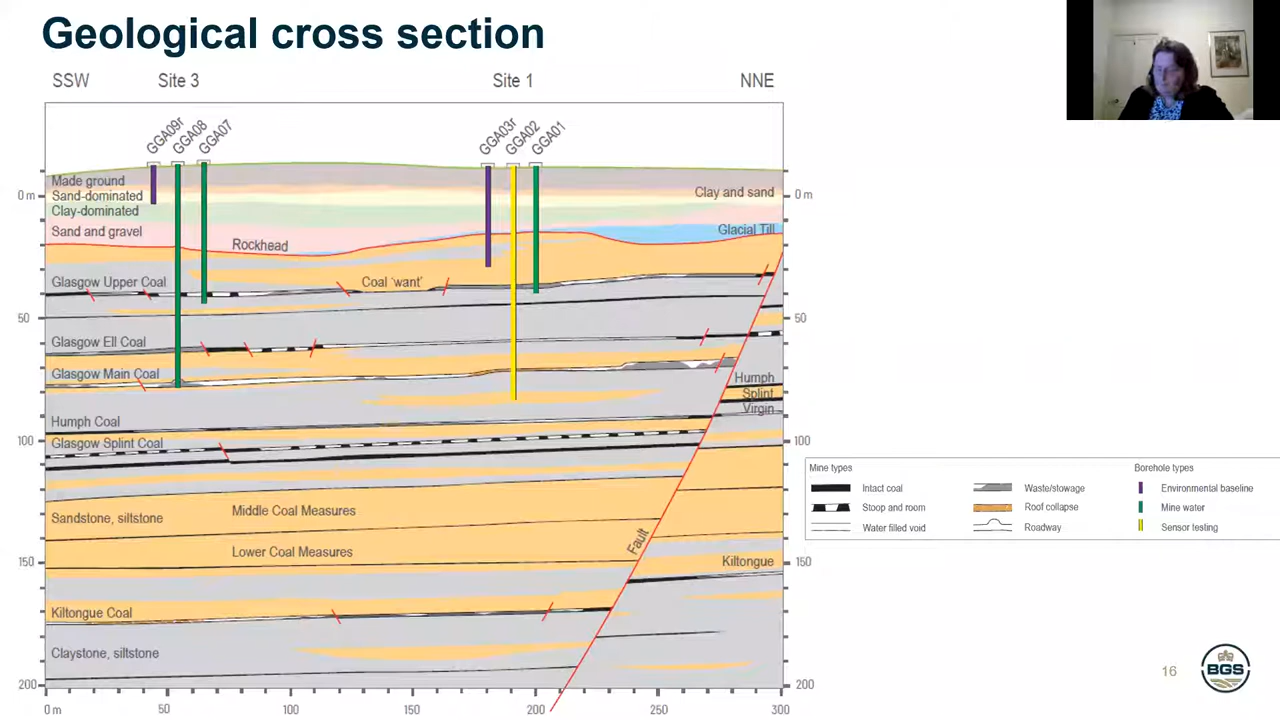 Geological cross section
SSW
Site 3
Site 1
NNE
GGA09r
GGA08
GGA07
GGA03r
GGA02
GGA01
Made ground
0 m
Sand-dominated
Clay and sand
0 m
Clay-dominated
Sand and gravel
Glacial Till
Rockhead
Glasgow Upper Coal
Coal 'want'
50
50
Glasgow Ell Coal
Glasgow Main Coal
Humph
Splint
Virgin
Humph Coal
100
Glasgow Splint Coal
100
Middle Coal Measures
Sandstone, siltstone
Fault
Lower Coal Measures
150
Kiltongue
150
Kiltongue Coal
Claystone, siltstone
200
200
0 m
50
100
150
200
250
300
Mine types
Borehole types
Intact coal
Waste/stowage
Environmental baseline
Stoop and room
Roof collapse
Mine water
Water filled void
Roadway
Sensor testing
16
BGS